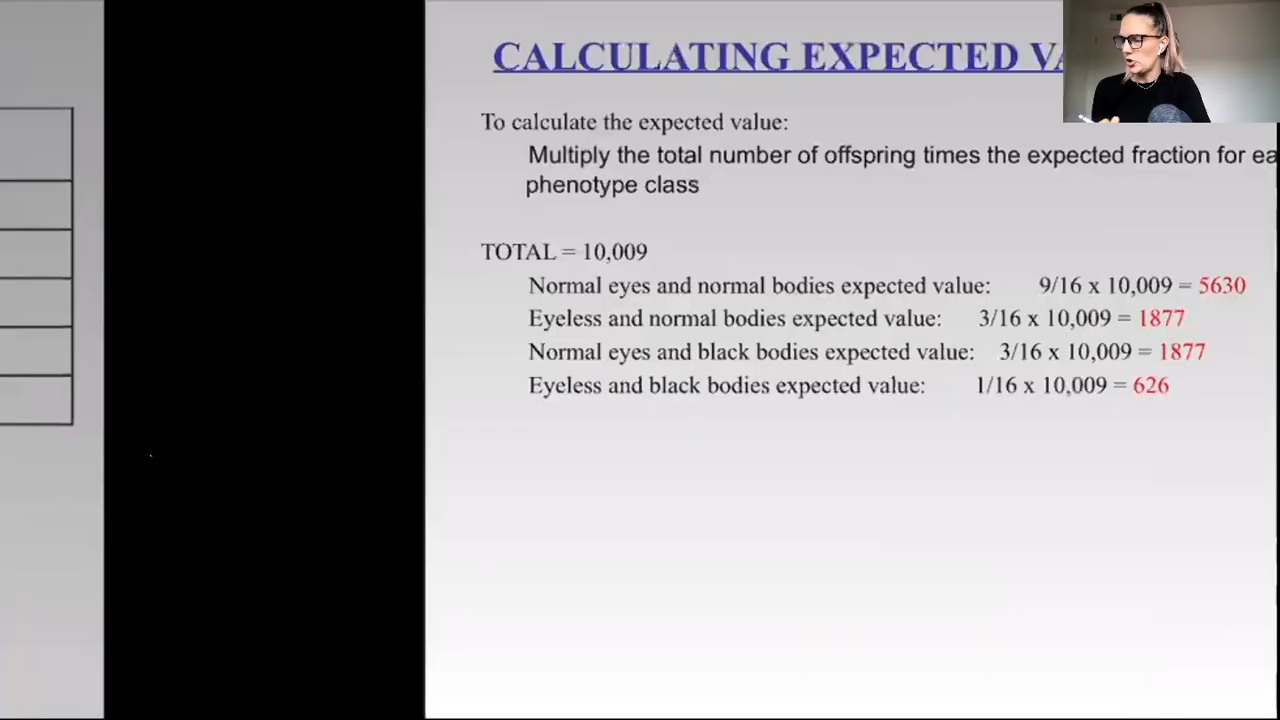 CALCULATING EXPECTED
To calculate the expected value:
Multiply the total number of offspring times the expected fraction for
phenotype class
TOTAL = 10,009
Normal eyes and normal bodies expected value: 9/16 x 10,009 = 5630
Eyeless and normal bodies expected value: 3/16 x 10,009 = 1877
Normal eyes and black bodies expected value: 3/16 x 10,009 = 1877
Eyeless and black bodies expected value: 1/16 x 10,009 = 626